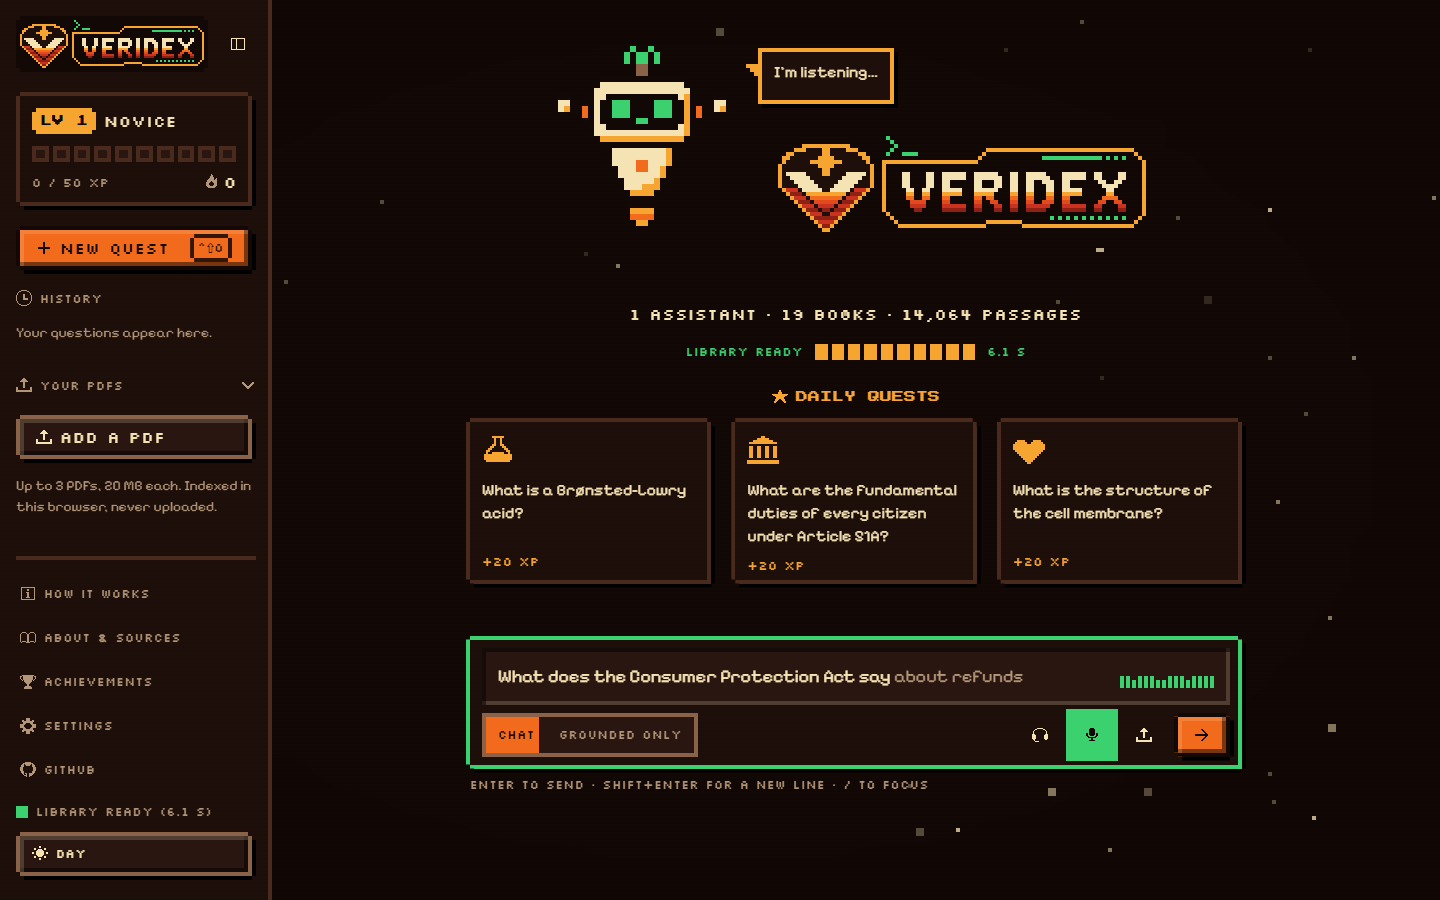 VERIDEX
LV 1 NOVICE
0 / 50 XP
0
+ NEW QUEST ^⇧O
HISTORY
Your questions appear here.
YOUR PDFS
ADD A PDF
Up to 3 PDFs, 20 MB each. Indexed in
this browser, never uploaded.
HOW IT WORKS
ABOUT & SOURCES
ACHIEVEMENTS
SETTINGS
GITHUB
LIBRARY READY (6.1 S)
DAY
I'm listening...
>_
VERIDEX
1 ASSISTANT · 19 BOOKS · 14,064 PASSAGES
LIBRARY READY 6.1 S
DAILY QUESTS
What is a Brønsted-Lowry
acid?
+20 XP
What are the fundamental
duties of every citizen
under Article 51A?
+20 XP
What is the structure of
the cell membrane?
+20 XP
What does the Consumer Protection Act say about refunds
CHAT GROUNDED ONLY
ENTER TO SEND · SHIFT+ENTER FOR A NEW LINE · / TO FOCUS